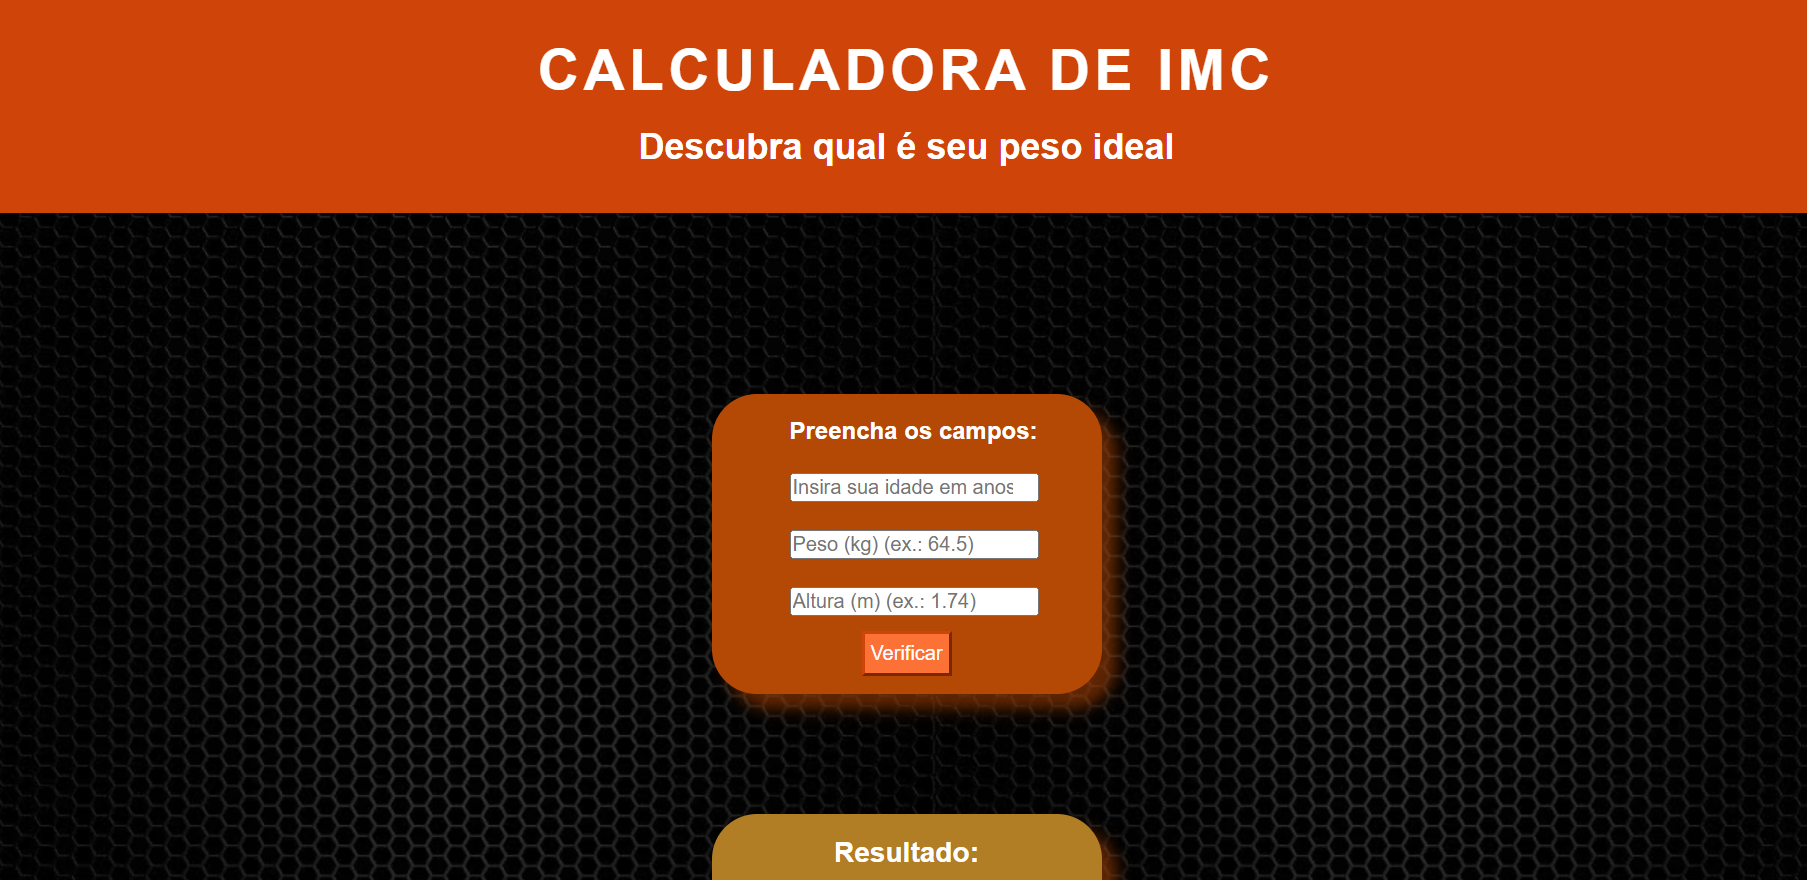 CALCULADORA DE IMC
Descubra qual é seu peso ideal
Preencha os campos:
Insira sua idade em anos
Peso (kg) (ex.: 64.5)
Altura (m) (ex.: 1.74)
Verificar
Resultado: